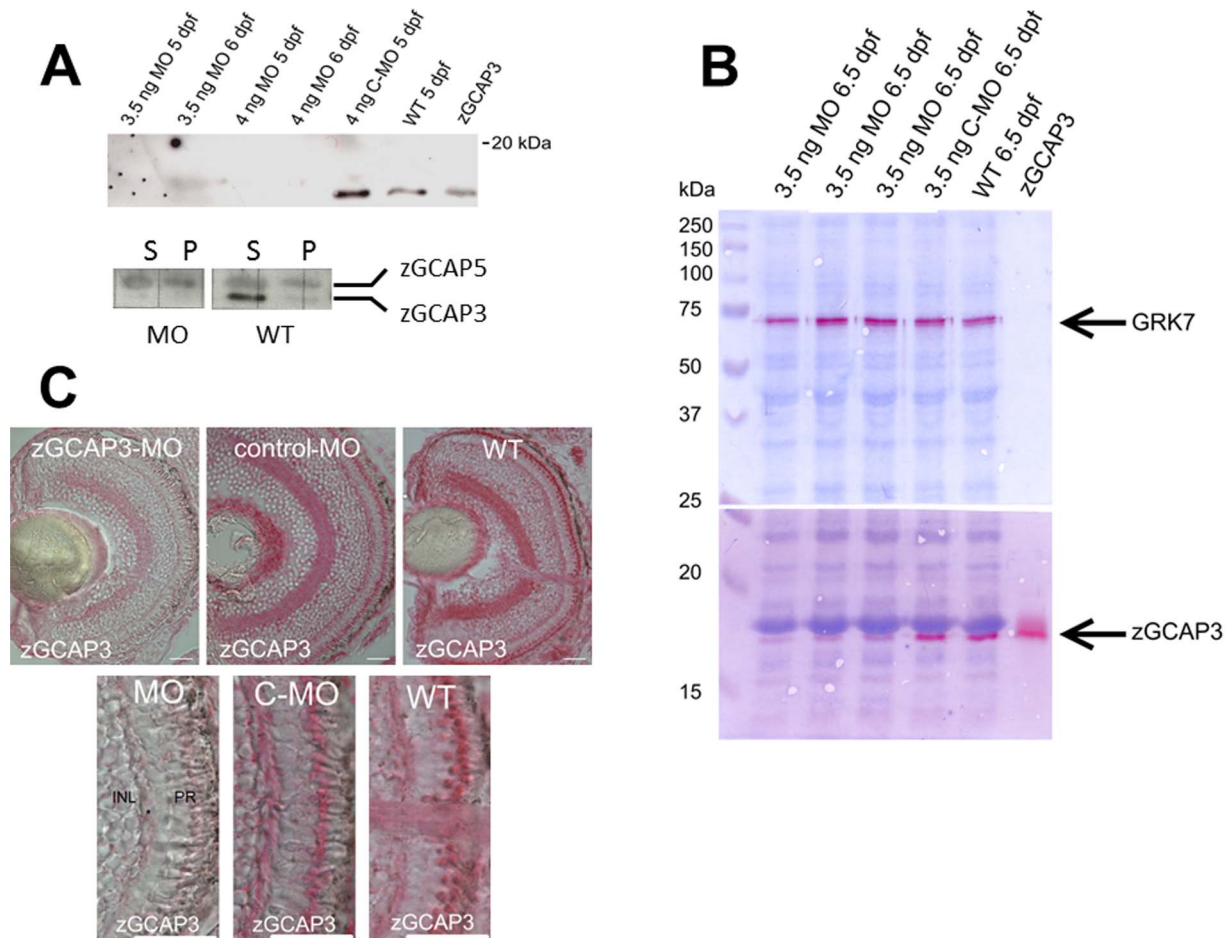 A
3.5 ng MO 5 dpf
3.5 ng MO 6 dpf
4 ng MO 5 dpf
4 ng MO 6 dpf
4 ng C-MO 5 dpf
WT 5 dpf
zGCAP3
-20 kDa
S P S P
zGCAP5
zGCAP3
MO WT
B
3.5 ng MO 6.5 dpf
3.5 ng MO 6.5 dpf
3.5 ng MO 6.5 dpf
3.5 ng C-MO 6.5 dpf
WT 6.5 dpf
zGCAP3
kDa
250
150
100
75
50
37
25
20
15
GRK7
zGCAP3
C
zGCAP3-MO control-MO WT
zGCAP3 zGCAP3 zGCAP3
MO C-MO WT
INL PR
zGCAP3 zGCAP3 zGCAP3